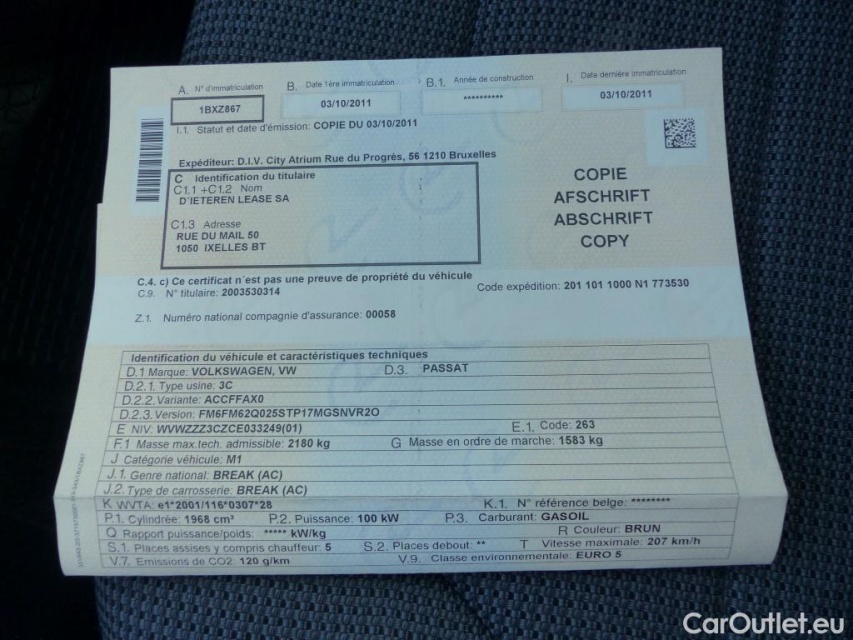 A. N° d'immatriculation B. Date 1ère immatriculation B.1. Année de construction I. Date dernière immatriculation
1BXZ867 03/10/2011 ********** 03/10/2011
I.1. Statut et date d'émission: COPIE DU 03/10/2011
Expéditeur: D.I.V. City Atrium Rue du Progrès, 56 1210 Bruxelles
C Identification du titulaire
C1.1 +C1.2 Nom
D'IETEREN LEASE SA
C1.3 Adresse
RUE DU MAIL 50
1050 IXELLES BT
COPIE
AFSCHRIFT
ABSCHRIFT
COPY
C.4. c) Ce certificat n'est pas une preuve de propriété du véhicule
C.9. N° titulaire: 2003530314 Code expédition: 201 101 1000 N1 773530
Z.1. Numéro national compagnie d'assurance: 00058
Identification du véhicule et caractéristiques techniques
D.1 Marque: VOLKSWAGEN, VW D.3. PASSAT
D.2.1. Type usine: 3C
D.2.2. Variante: ACCFFAX0
D.2.3. Version: FM6FM62Q025STP17MGSNVR2O
E NIV: WVWZZZ3CZCE033249(01) E.1. Code: 263
F.1 Masse max.tech. admissible: 2180 kg G Masse en ordre de marche: 1583 kg
J Catégorie véhicule: M1
J.1. Genre national: BREAK (AC)
J.2. Type de carrosserie: BREAK (AC)
K WVTA: e1*2001/116*0307*28 K.1. N° référence belge: ********
P.1. Cylindrée: 1968 cm³ P.2. Puissance: 100 kW P.3. Carburant: GASOIL
Q Rapport puissance/poids: ***** kW/kg R Couleur: BRUN
S.1. Places assises y compris chauffeur: 5 S.2. Places debout: ** T Vitesse maximale: 207 km/h
V.7. Emissions de CO2: 120 g/km V.9. Classe environnementale: EURO 5
CarOutlet.eu